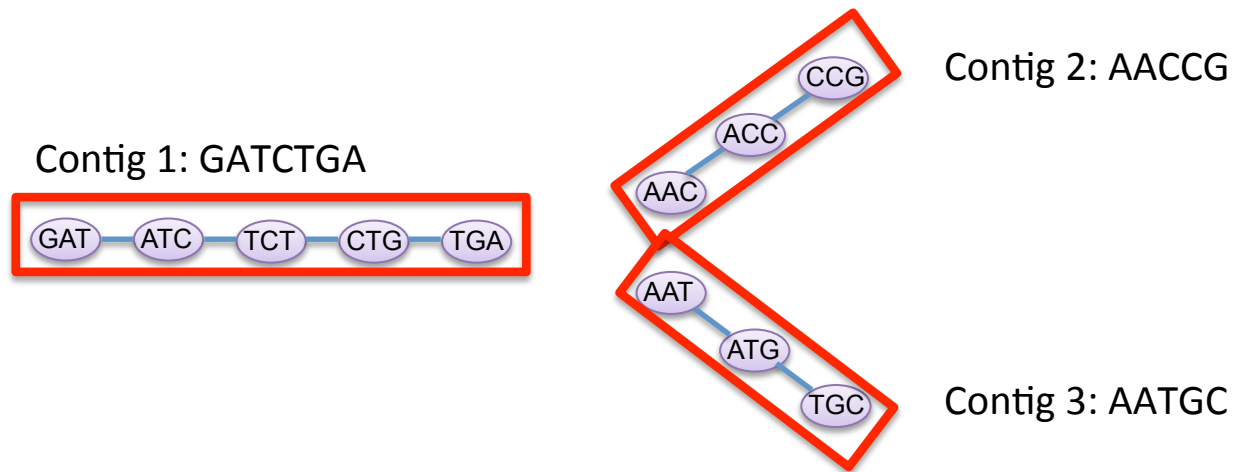 Contig 1: GATCTGA
GAT
ATC
TCT
CTG
TGA
Contig 2: AACCG
CCG
ACC
AAC
AAT
ATG
TGC
Contig 3: AATGC